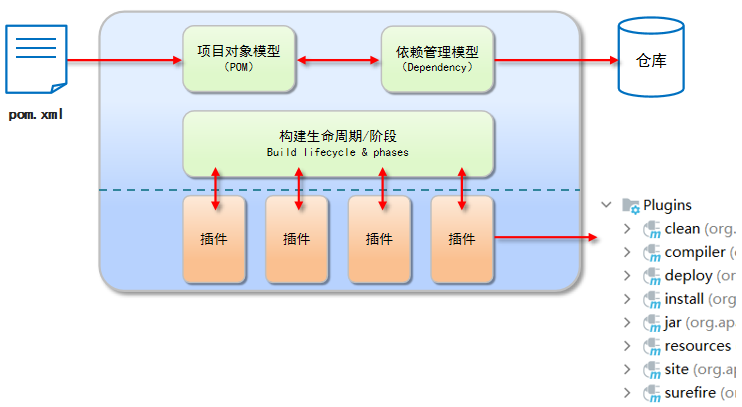 pom.xml
项目对象模型
（POM）
依赖管理模型
（Dependency）
仓库
构建生命周期/阶段
Build lifecycle & phases
插件
插件
插件
插件
Plugins
clean (org.
compiler (
deploy (or
install (org
jar (org.ap
resources
site (org.ap
surefire (or